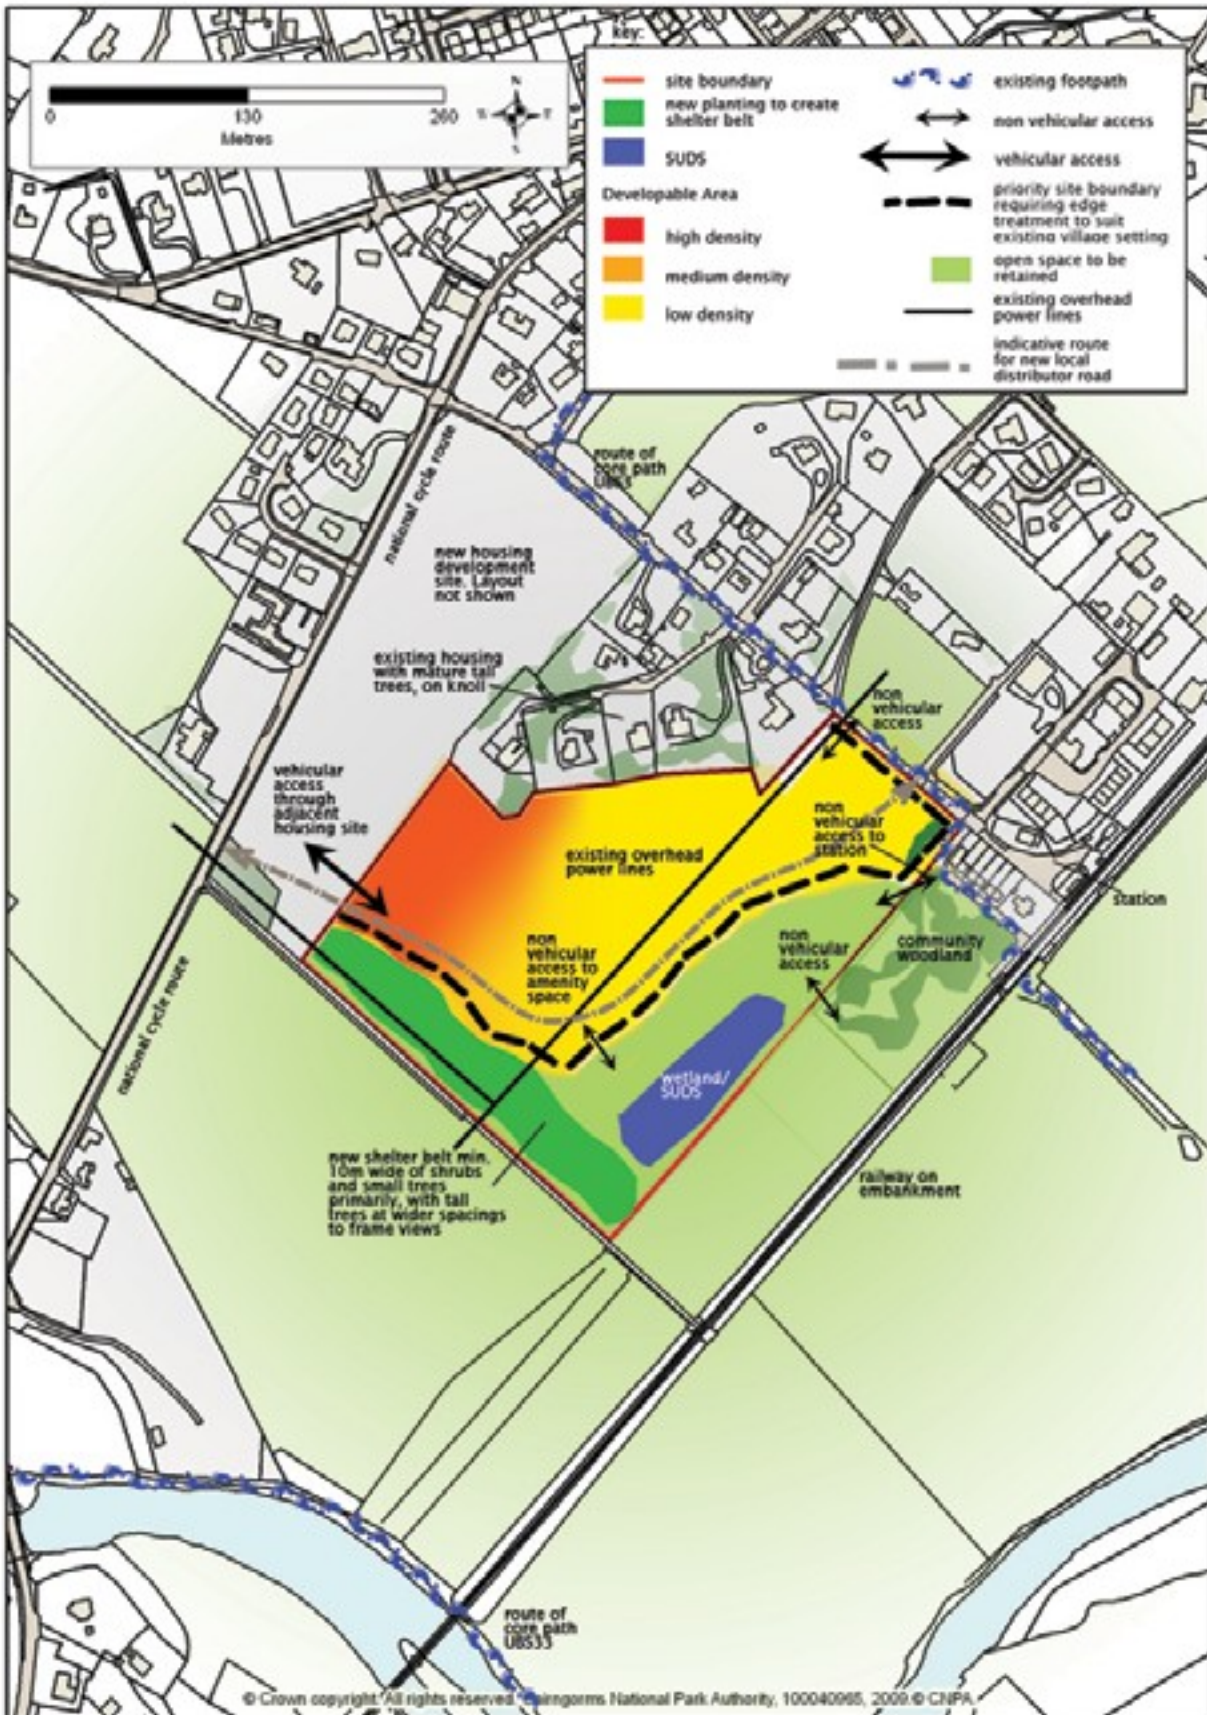 key:
0
130
260
Metres
N
S
site boundary
new planting to create
shelter belt
SUDS
Developable Area
high density
medium density
low density
existing footpath
non vehicular access
vehicular access
priority site boundary
requiring edge
treatment to suit
existing village setting
open space to be
retained
existing overhead
power lines
indicative route
for new local
distributor road
national cycle route
route of
core path
new housing
development
site. Layout
not shown
existing housing
with mature tall
trees, on knoll
non
vehicular
access
vehicular
access
through
adjacent
housing site
non
vehicular
access to
station
existing overhead
power lines
station
non
vehicular
access to
amenity
space
non
vehicular
access
community
woodland
national cycle route
wetland/
SUDS
new shelter belt min.
10m wide of shrubs
and small trees
primarily, with tall
trees at wider spacings
to frame views
railway on
embankment
route of
core path
UBS33
© Crown copyright. All rights reserved. Cairngorms National Park Authority, 100040965, 2009 © CNPA